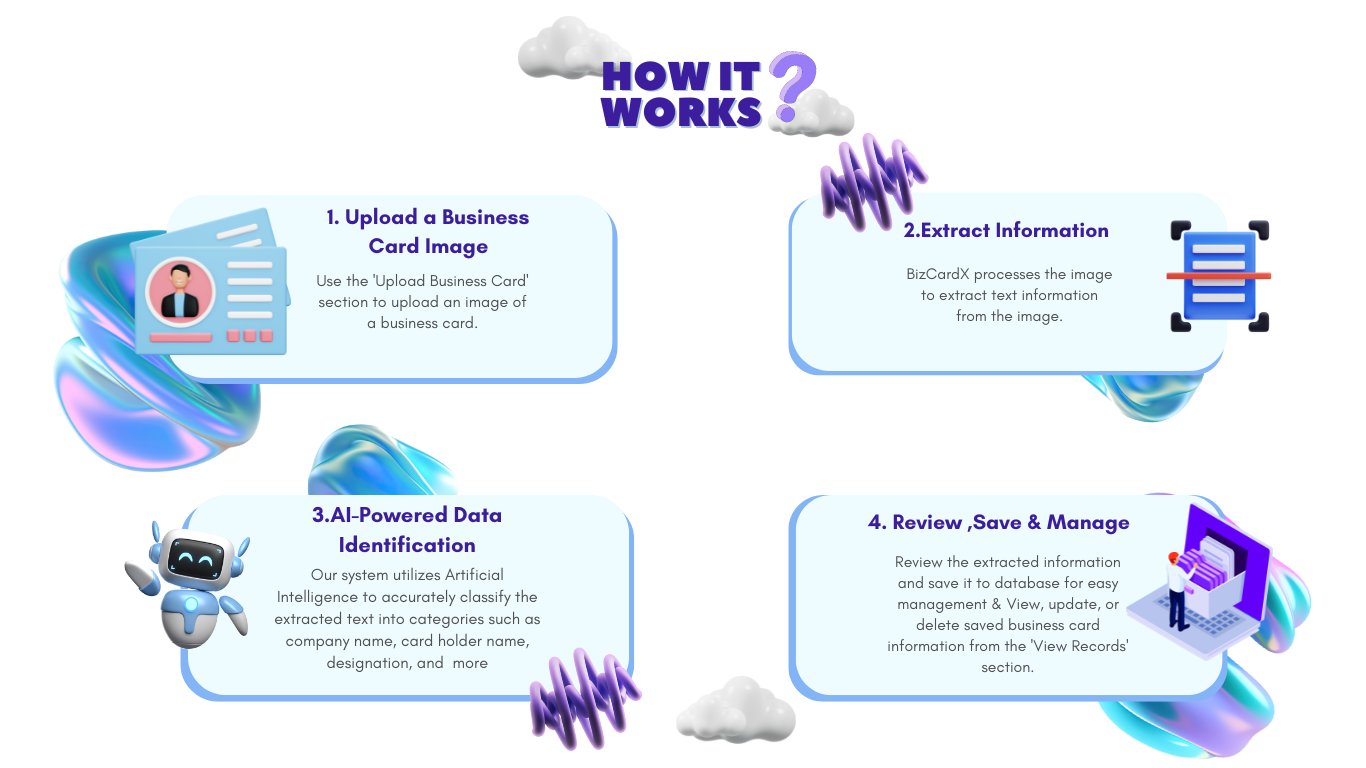 HOW IT
WORKS?
1. Upload a Business
Card Image
Use the 'Upload Business Card'
section to upload an image of
a business card.
2.Extract Information
BizCardX processes the image
to extract text information
from the image.
3.AI-Powered Data
Identification
Our system utilizes Artificial
Intelligence to accurately classify the
extracted text into categories such as
company name, card holder name,
designation, and  more
4. Review ,Save & Manage
Review the extracted information
and save it to database for easy
management & View, update, or
delete saved business card
information from the 'View Records'
section.